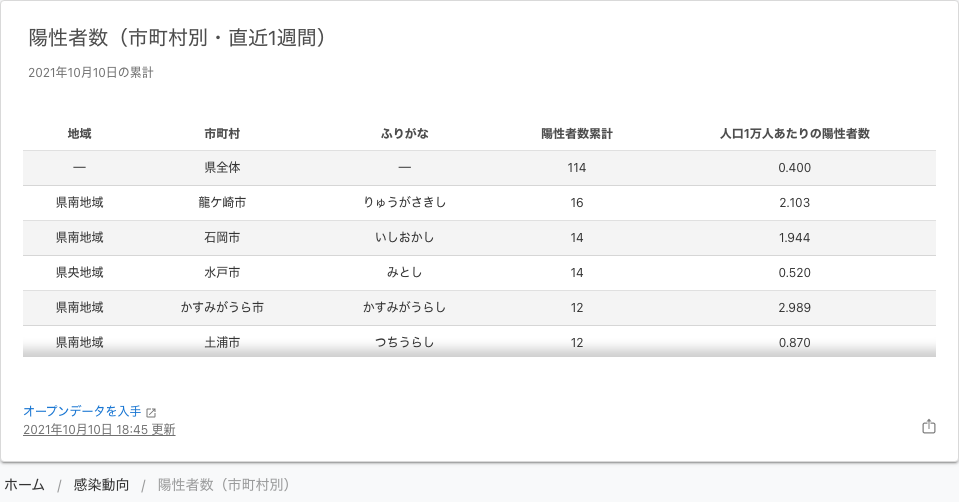 陽性者数（市町村別・直近1週間）
2021年10月10日の累計
地域 市町村 ふりがな 陽性者数累計 人口1万人あたりの陽性者数
— 県全体 — 114 0.400
県南地域 龍ケ崎市 りゅうがさきし 16 2.103
県南地域 石岡市 いしおかし 14 1.944
県央地域 水戸市 みとし 14 0.520
県南地域 かすみがうら市 かすみがうらし 12 2.989
県南地域 土浦市 つちうらし 12 0.870
オープンデータを入手
2021年10月10日 18:45 更新
ホーム / 感染動向 / 陽性者数（市町村別）